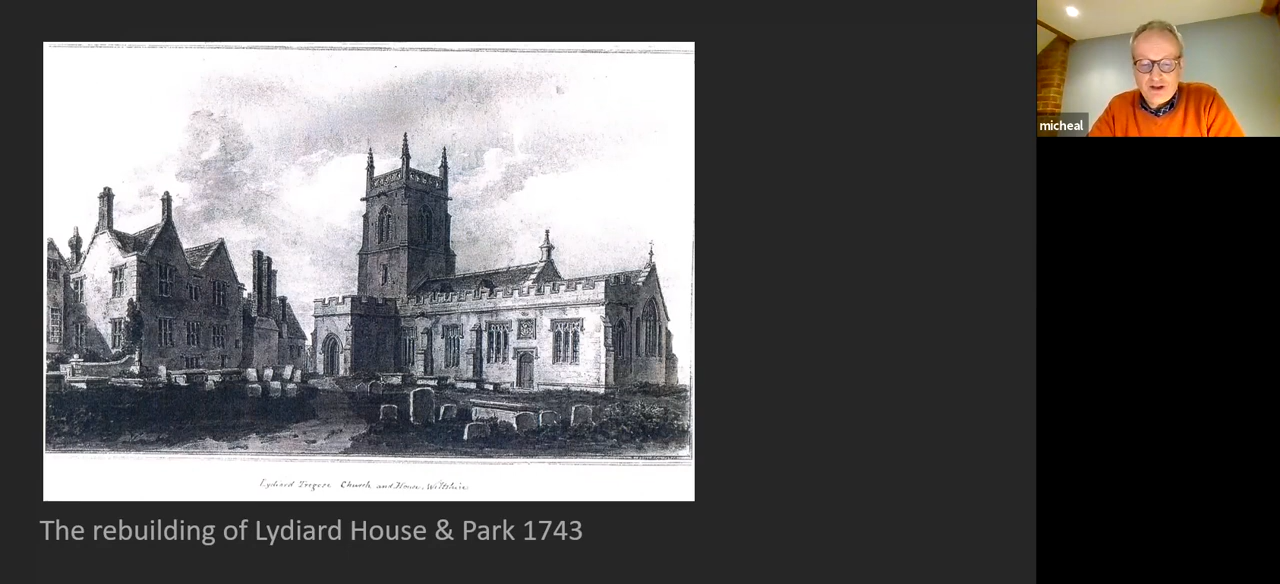 Lydiard Tregoze Church and House, Wiltshire
The rebuilding of Lydiard House & Park 1743
micheal